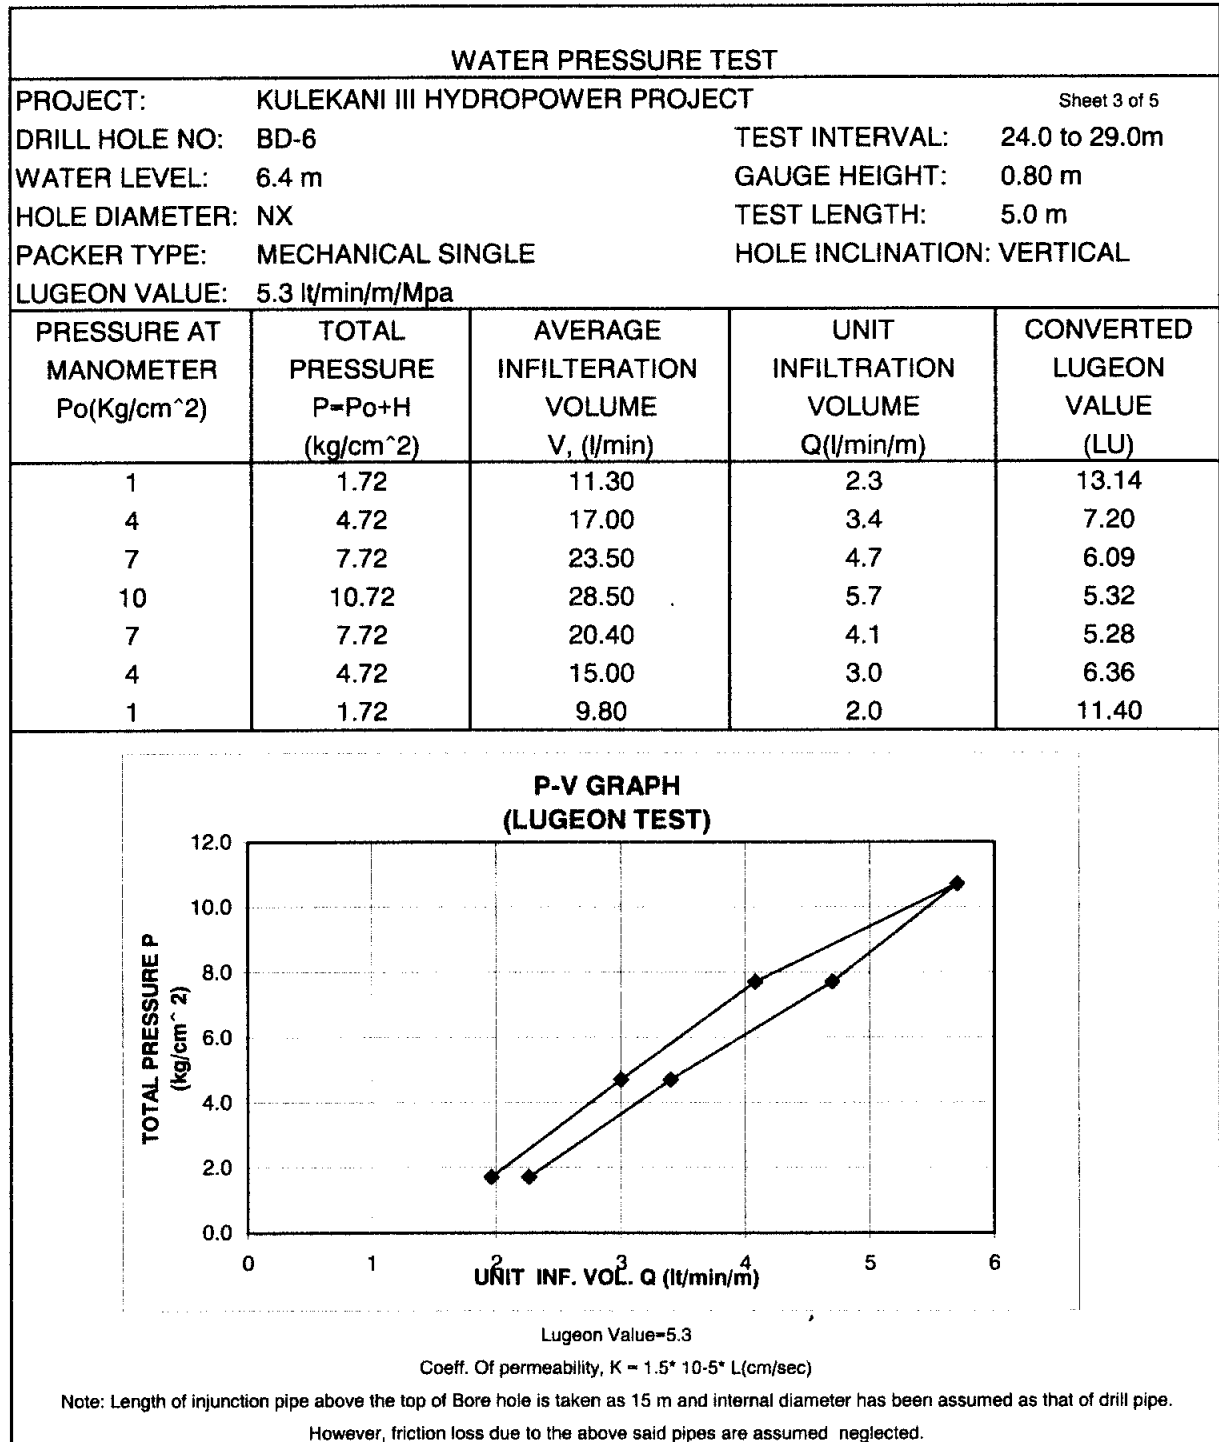 WATER PRESSURE TEST
PROJECT: KULEKANI III HYDROPOWER PROJECT Sheet 3 of 5
DRILL HOLE NO: BD-6 TEST INTERVAL: 24.0 to 29.0m
WATER LEVEL: 6.4 m GAUGE HEIGHT: 0.80 m
HOLE DIAMETER: NX TEST LENGTH: 5.0 m
PACKER TYPE: MECHANICAL SINGLE HOLE INCLINATION: VERTICAL
LUGEON VALUE: 5.3 lt/min/m/Mpa
PRESSURE AT TOTAL AVERAGE UNIT CONVERTED
MANOMETER PRESSURE INFILTERATION INFILTRATION LUGEON
Po(Kg/cm^2) P=Po+H VOLUME VOLUME VALUE
(kg/cm^2) V, (l/min) Q(l/min/m) (LU)
1 1.72 11.30 2.3 13.14
4 4.72 17.00 3.4 7.20
7 7.72 23.50 4.7 6.09
10 10.72 28.50 5.7 5.32
7 7.72 20.40 4.1 5.28
4 4.72 15.00 3.0 6.36
1 1.72 9.80 2.0 11.40
P-V GRAPH
(LUGEON TEST)
TOTAL PRESSURE P
(kg/cm^ 2)
12.0
10.0
8.0
6.0
4.0
2.0
0.0
0 1 2 3 4 5 6
UNIT INF. VOL. Q (lt/min/m)
Lugeon Value=5.3
Coeff. Of permeability, K = 1.5* 10-5* L(cm/sec)
Note: Length of injunction pipe above the top of Bore hole is taken as 15 m and internal diameter has been assumed as that of drill pipe.
However, friction loss due to the above said pipes are assumed neglected.